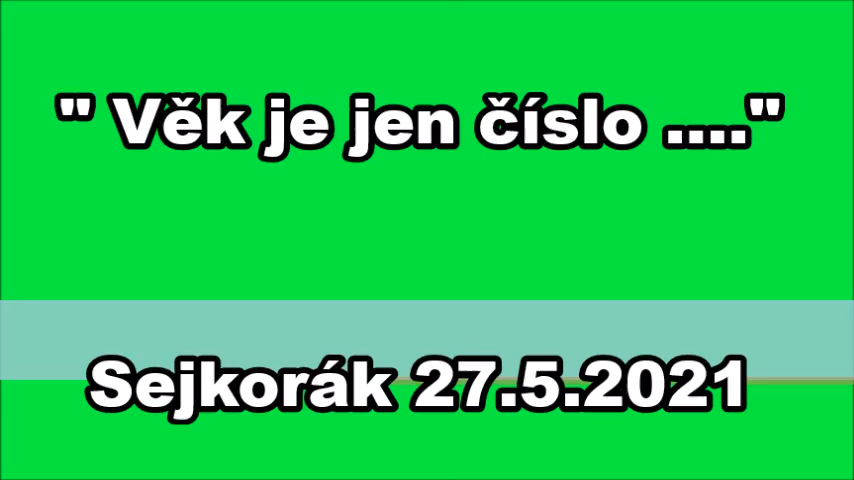 " Věk je jen číslo ...."
Sejkorák 27.5.2021